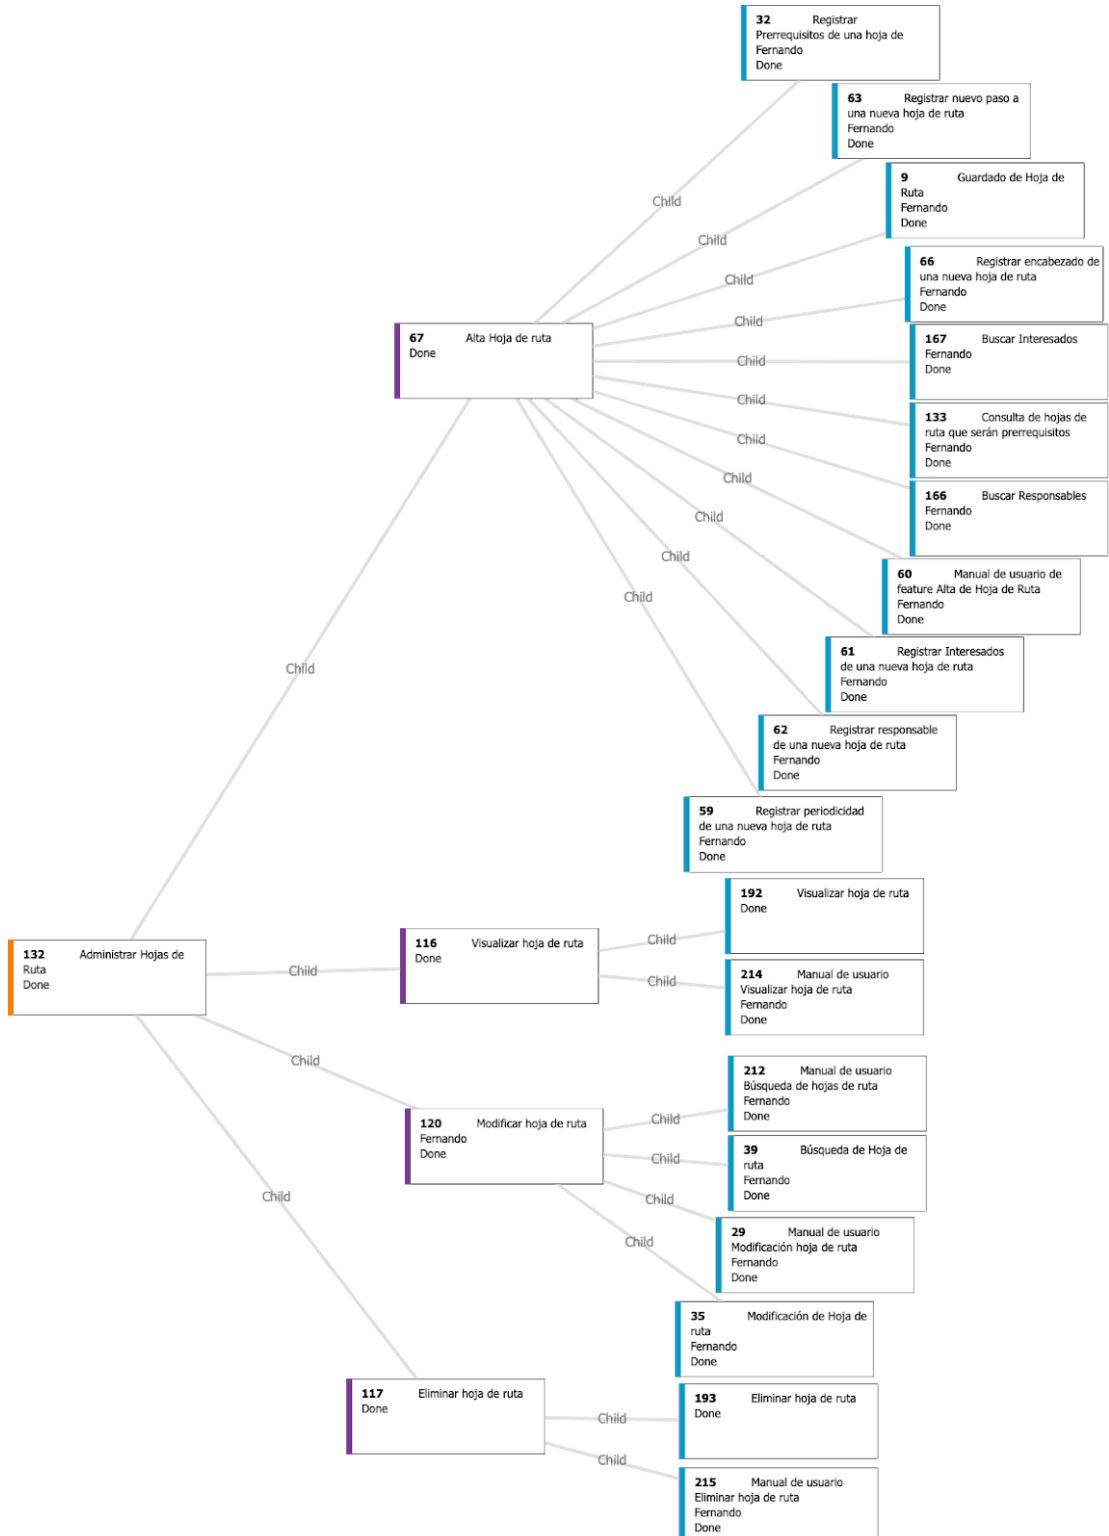 32 Registrar
Prerrequisitos de una hoja de
Fernando
Done
63 Registrar nuevo paso a
una nueva hoja de ruta
Fernando
Done
Child
9 Guardado de Hoja de
Ruta
Fernando
Done
Child
66 Registrar encabezado de
una nueva hoja de ruta
Fernando
Done
Child
Child
67 Alta Hoja de ruta
Done
167 Buscar Interesados
Fernando
Done
Child
Child
133 Consulta de hojas de
ruta que serán prerrequisitos
Fernando
Done
Child
166 Buscar Responsables
Fernando
Done
Child
Child
60 Manual de usuario de
feature Alta de Hoja de Ruta
Fernando
Done
Child
Child
61 Registrar Interesados
de una nueva hoja de ruta
Fernando
Done
Child
62 Registrar responsable
de una nueva hoja de ruta
Fernando
Done
59 Registrar periodicidad
de una nueva hoja de ruta
Fernando
Done
132 Administrar Hojas de
Ruta
Done
Child
116 Visualizar hoja de ruta
Done
Child
192 Visualizar hoja de ruta
Done
Child
214 Manual de usuario
Visualizar hoja de ruta
Fernando
Done
Child
120 Modificar hoja de ruta
Fernando
Done
Child
212 Manual de usuario
Búsqueda de hojas de ruta
Fernando
Done
Child
39 Búsqueda de Hoja de
ruta
Fernando
Done
Child
29 Manual de usuario
Modificación hoja de ruta
Fernando
Done
Child
35 Modificación de Hoja de
ruta
Fernando
Done
Child
117 Eliminar hoja de ruta
Done
Child
193 Eliminar hoja de ruta
Done
Child
215 Manual de usuario
Eliminar hoja de ruta
Fernando
Done